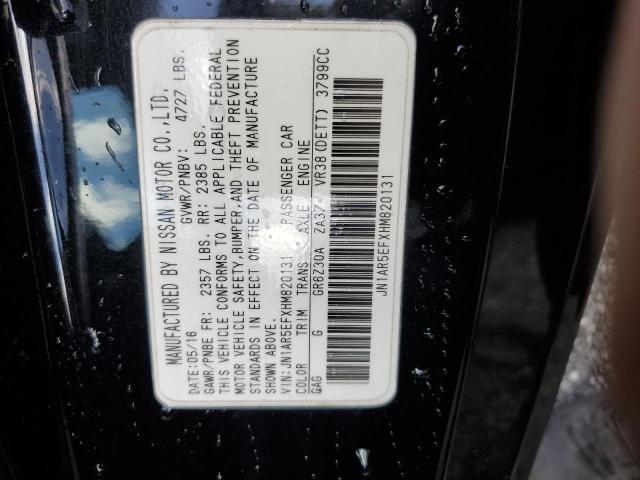 MANUFACTURED BY NISSAN MOTOR CO.,LTD.
DATE:05/16 GVWR/PNBV: 4727 LBS.
GAWR/PNBE FR: 2357 LBS. RR: 2385 LBS.
THIS VEHICLE CONFORMS TO ALL APPLICABLE FEDERAL
MOTOR VEHICLE SAFETY,BUMPER,AND THEFT PREVENTION
STANDARDS IN EFFECT ON THE DATE OF MANUFACTURE
SHOWN ABOVE.
VIN:JN1AR5EFXHM820131 PASSENGER CAR
COLOR TRIM TRANS. AXLE ENGINE
GAG G GR6Z30A ZA37 VR38(DETT) 3799CC
JN1AR5EFXHM820131